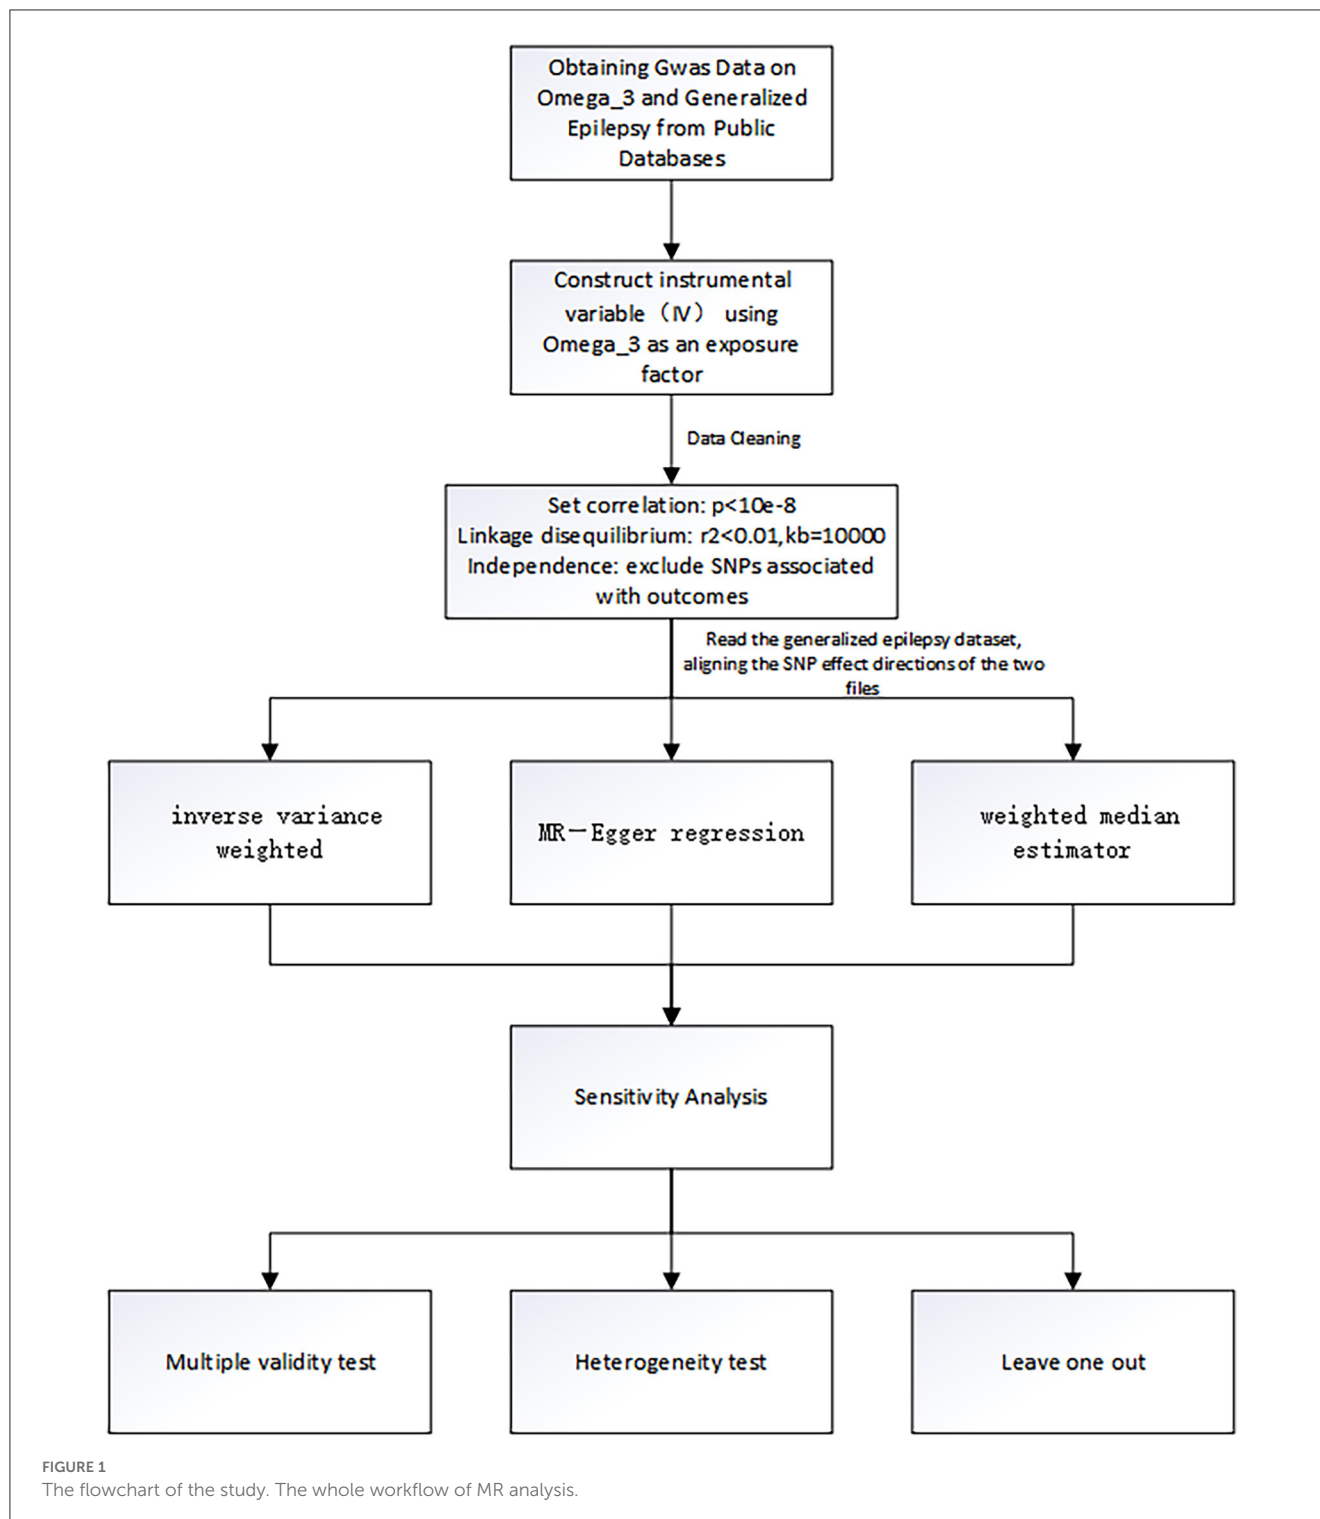 Obtaining Gwas Data on
Omega_3 and Generalized
Epilepsy from Public
Databases
Construct instrumental
variable（IV） using
Omega_3 as an exposure
factor
Data Cleaning
Set correlation: p<10e-8
Linkage disequilibrium: r2<0.01,kb=10000
Independence: exclude SNPs associated
with outcomes
Read the generalized epilepsy dataset,
aligning the SNP effect directions of the two
files
inverse variance
weighted
MR－Egger regression
weighted median
estimator
Sensitivity Analysis
Multiple validity test
Heterogeneity test
Leave one out
FIGURE 1
The flowchart of the study. The whole workflow of MR analysis.